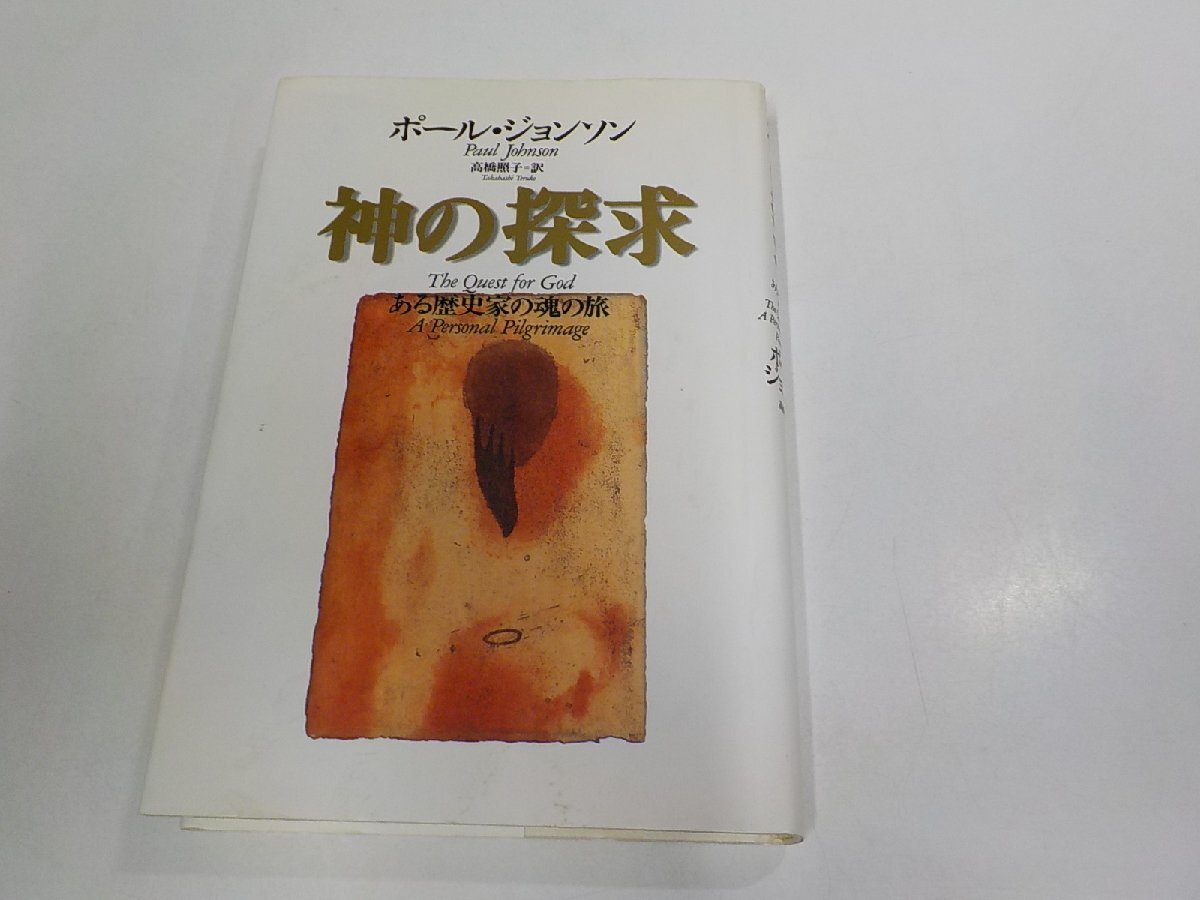 ポール・ジョンソン
Paul Johnson
高橋照子=訳
Takahashi Teruko
神の探求
The Quest for God
ある歴史家の魂の旅
A Personal Pilgrimage